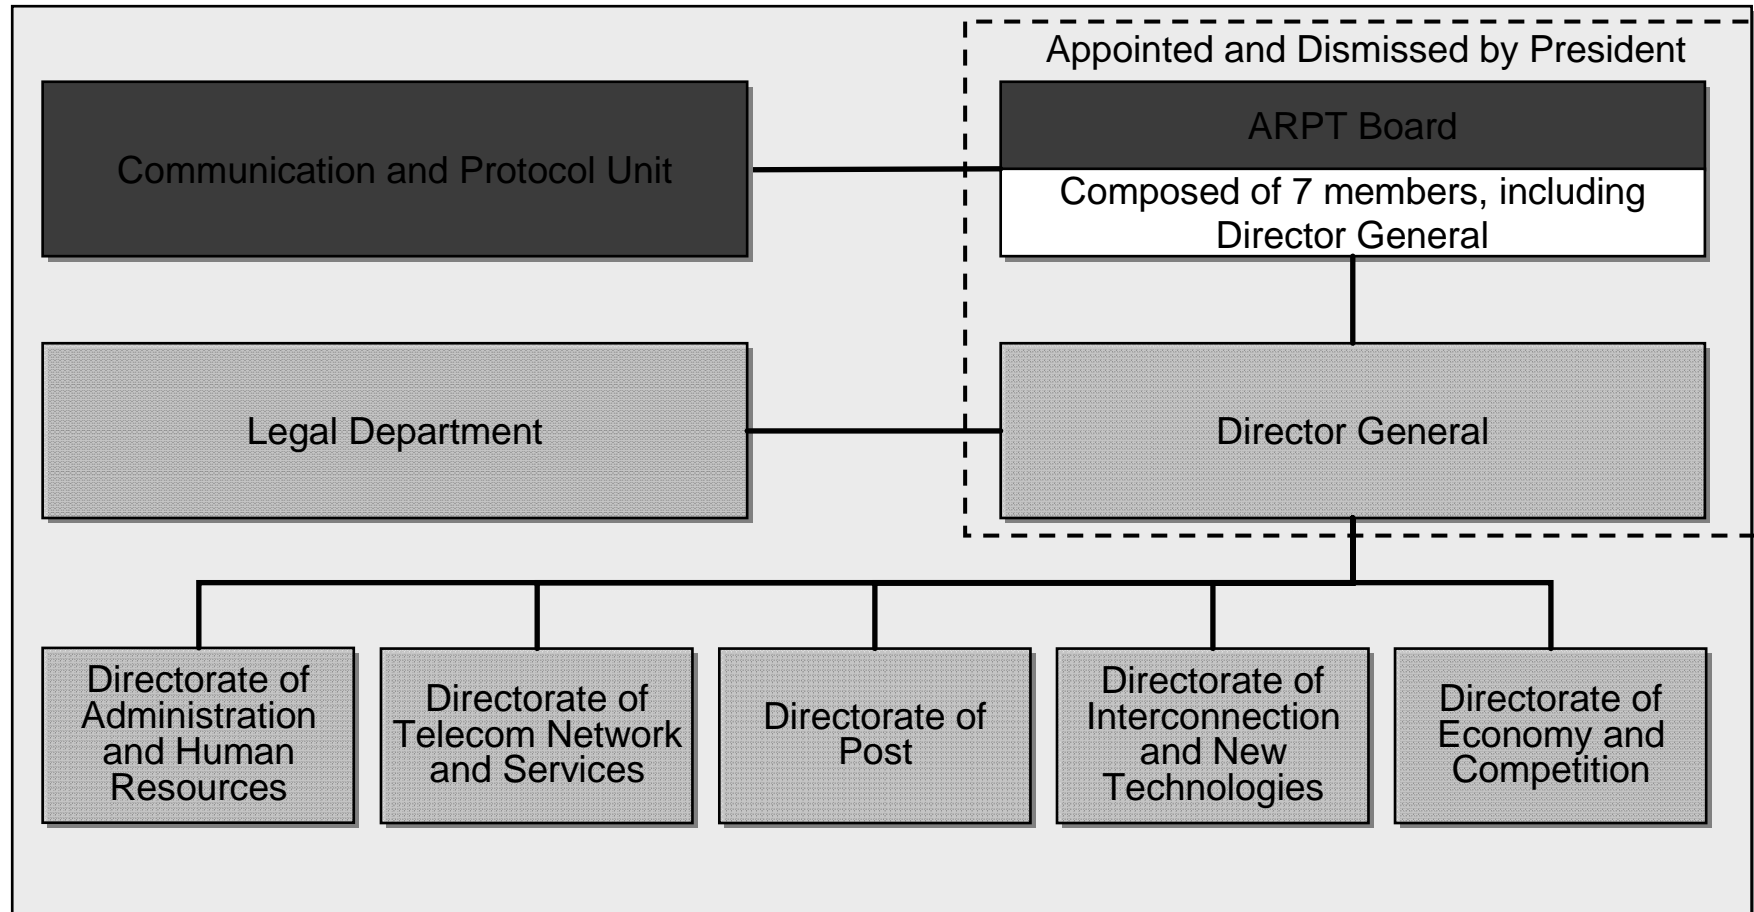 Appointed and Dismissed by President
Communication and Protocol Unit
ARPT Board
Composed of 7 members, including
Director General
Legal Department
Director General
Directorate of
Administration
and Human
Resources
Directorate of
Telecom Network
and Services
Directorate of
Post
Directorate of
Interconnection
and New
Technologies
Directorate of
Economy and
Competition